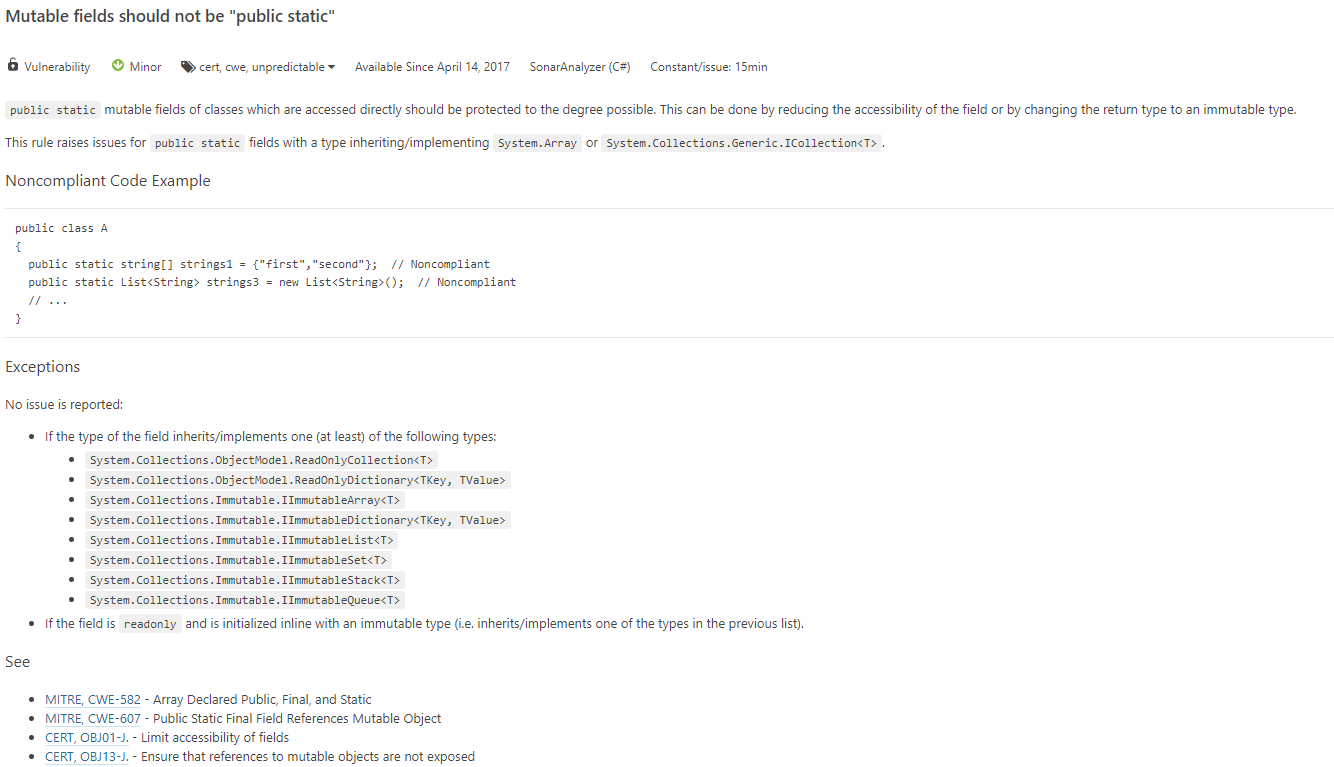 Mutable fields should not be "public static"
Vulnerability Minor cert, cwe, unpredictable Available Since April 14, 2017 SonarAnalyzer (C#) Constant/issue: 15min
public static mutable fields of classes which are accessed directly should be protected to the degree possible. This can be done by reducing the accessibility of the field or by changing the return type to an immutable type.
This rule raises issues for public static fields with a type inheriting/implementing System.Array or System.Collections.Generic.ICollection<T>.
Noncompliant Code Example
public class A
{
  public static string[] strings1 = {"first","second"};  // Noncompliant
  public static List<String> strings3 = new List<String>();  // Noncompliant
  // ...
}
Exceptions
No issue is reported:
• If the type of the field inherits/implements one (at least) of the following types:
• System.Collections.ObjectModel.ReadOnlyCollection<T>
• System.Collections.ObjectModel.ReadOnlyDictionary<TKey, TValue>
• System.Collections.Immutable.IImmutableArray<T>
• System.Collections.Immutable.IImmutableDictionary<TKey, TValue>
• System.Collections.Immutable.IImmutableList<T>
• System.Collections.Immutable.IImmutableSet<T>
• System.Collections.Immutable.IImmutableStack<T>
• System.Collections.Immutable.IImmutableQueue<T>
• If the field is readonly and is initialized inline with an immutable type (i.e. inherits/implements one of the types in the previous list).
See
• MITRE, CWE-582 - Array Declared Public, Final, and Static
• MITRE, CWE-607 - Public Static Final Field References Mutable Object
• CERT, OBJ01-J. - Limit accessibility of fields
• CERT, OBJ13-J. - Ensure that references to mutable objects are not exposed